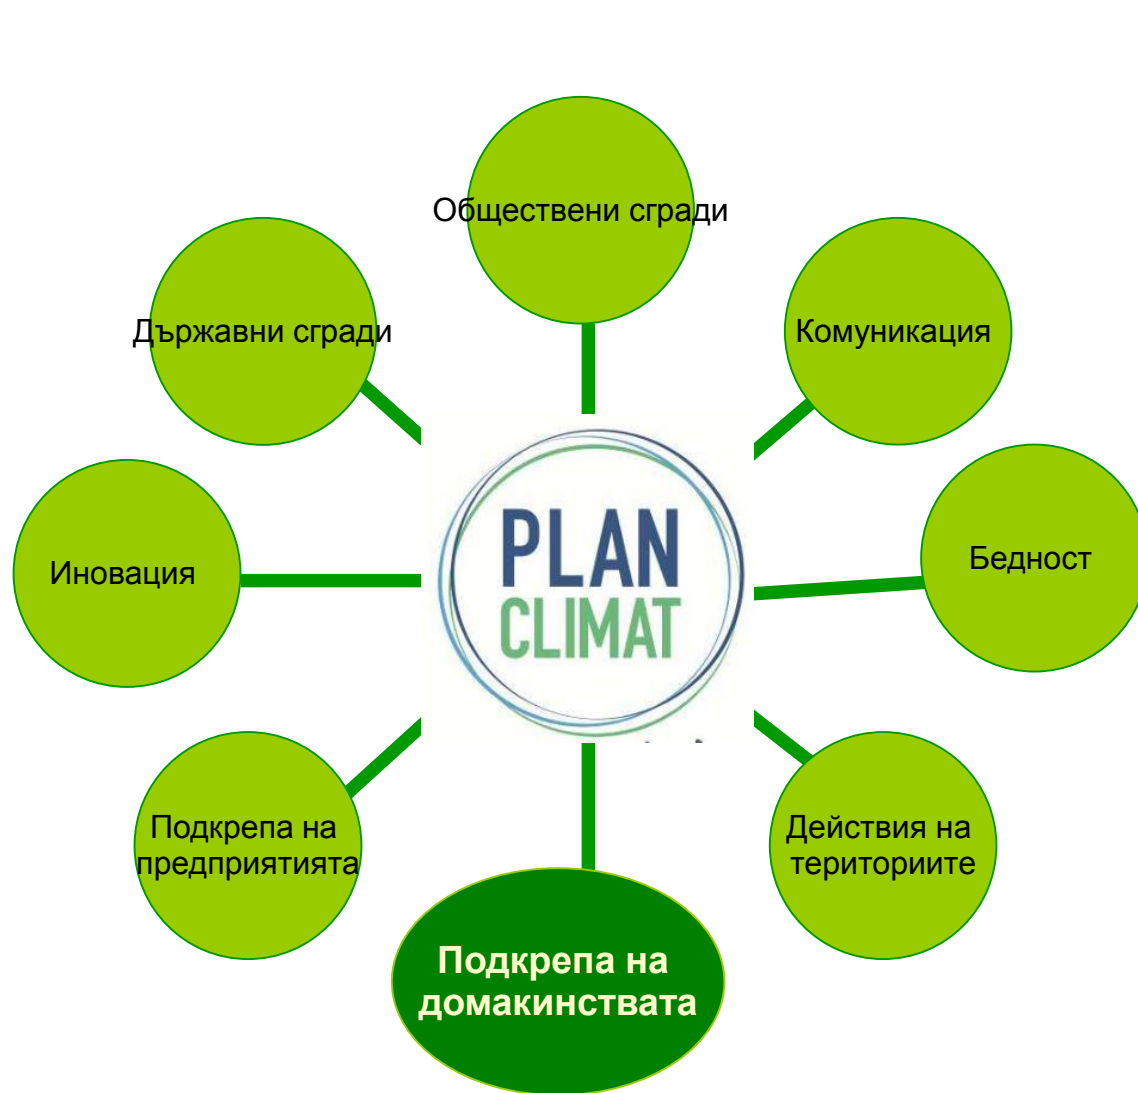 Обществени сгради
Държавни сгради
Комуникация
PLAN
CLIMAT
Иновация
Бедност
Подкрепа на
предприятията
Действия на
териториите
Подкрепа на
домакинствата